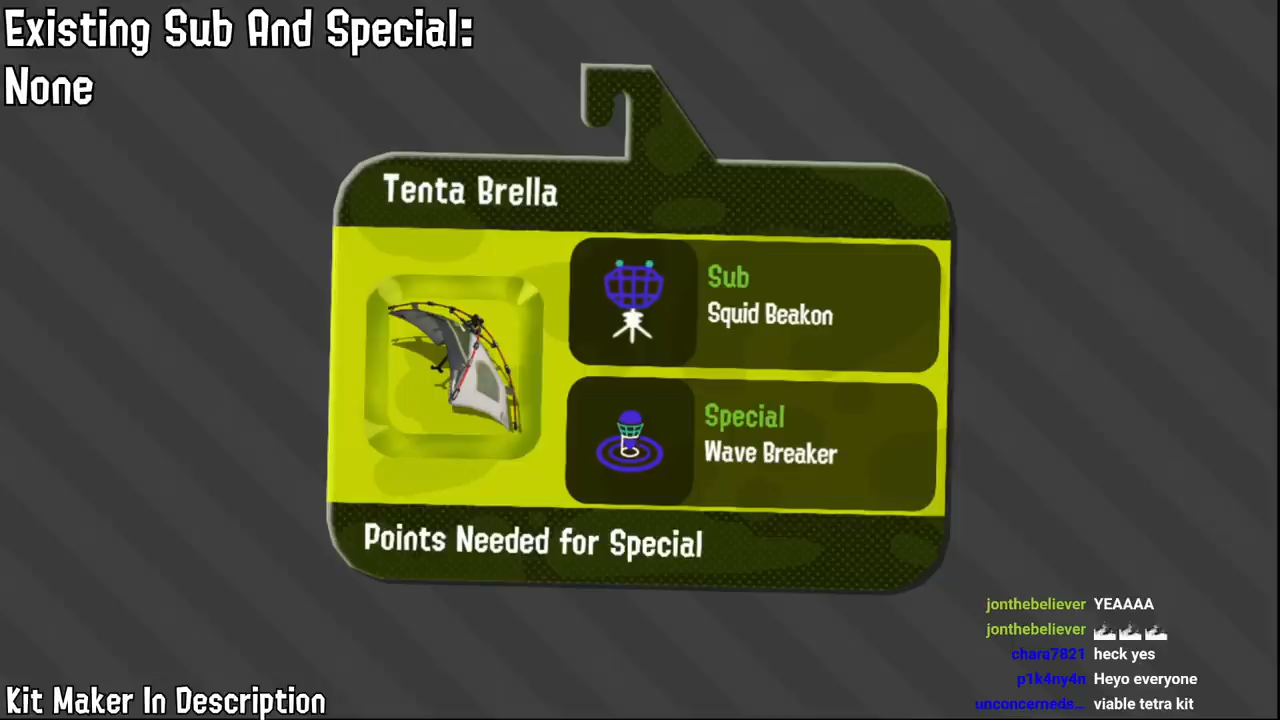 Existing Sub And Special:
None
Tenta Brella
Sub
Squid Beakon
Special
Wave Breaker
Points Needed for Special
jonthebeliever YEAAAA
jonthebeliever
chara7821 heck yes
p1k4ny4n Heyo everyone
unconcerneds... viable tetra kit
Kit Maker In Description